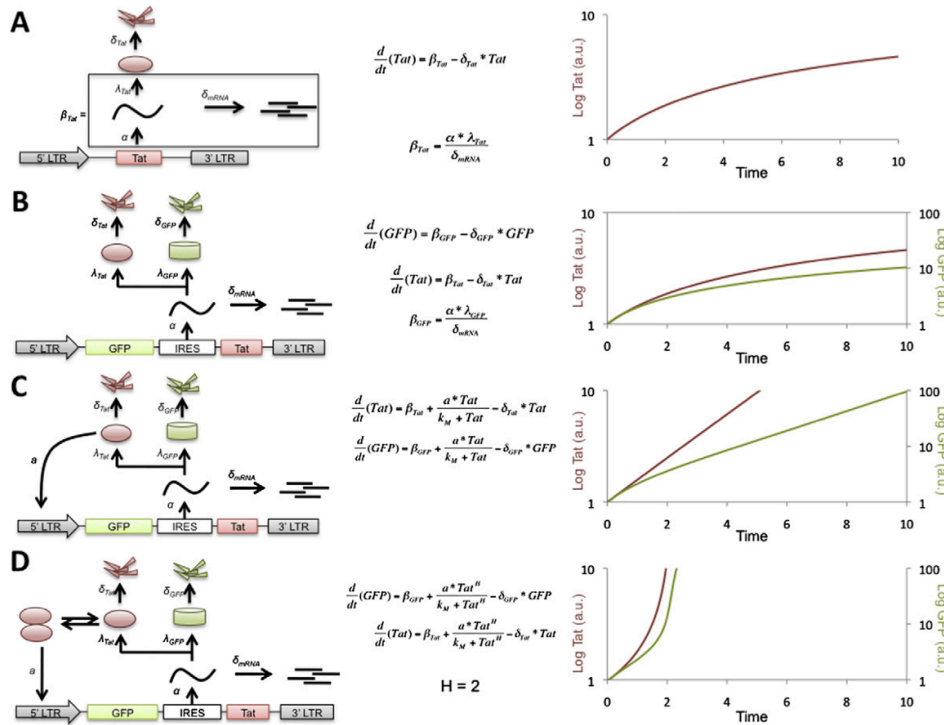 A
δTat
λTat
βTat =
δmRNA
α
5' LTR Tat 3' LTR
d/dt (Tat) = βTat − δTat * Tat
βTat = α * λTat / δmRNA
Log Tat (a.u.)
10
1
0 2 4 6 8 10
Time
B
δTat δGFP
λTat λGFP
δmRNA
α
5' LTR GFP IRES Tat 3' LTR
d/dt (GFP) = βGFP − δGFP * GFP
d/dt (Tat) = βTat − δTat * Tat
βGFP = α * λGFP / δmRNA
Log Tat (a.u.)
10
1
Log GFP (a.u.)
100
10
1
0 2 4 6 8 10
Time
C
δTat δGFP
a
λTat λGFP
δmRNA
α
5' LTR GFP IRES Tat 3' LTR
d/dt (Tat) = βTat + a * Tat / kM + Tat − δTat * Tat
d/dt (GFP) = βGFP + a * Tat / kM + Tat − δGFP * GFP
Log Tat (a.u.)
10
1
Log GFP (a.u.)
100
10
1
0 2 4 6 8 10
Time
D
δTat δGFP
λTat λGFP
a
δmRNA
α
5' LTR GFP IRES Tat 3' LTR
d/dt (GFP) = βGFP + a * Tat^H / kM + Tat^H − δGFP * GFP
d/dt (Tat) = βTat + a * Tat^H / kM + Tat^H − δTat * Tat
H = 2
Log Tat (a.u.)
10
1
Log GFP (a.u.)
100
10
1
0 2 4 6 8 10
Time